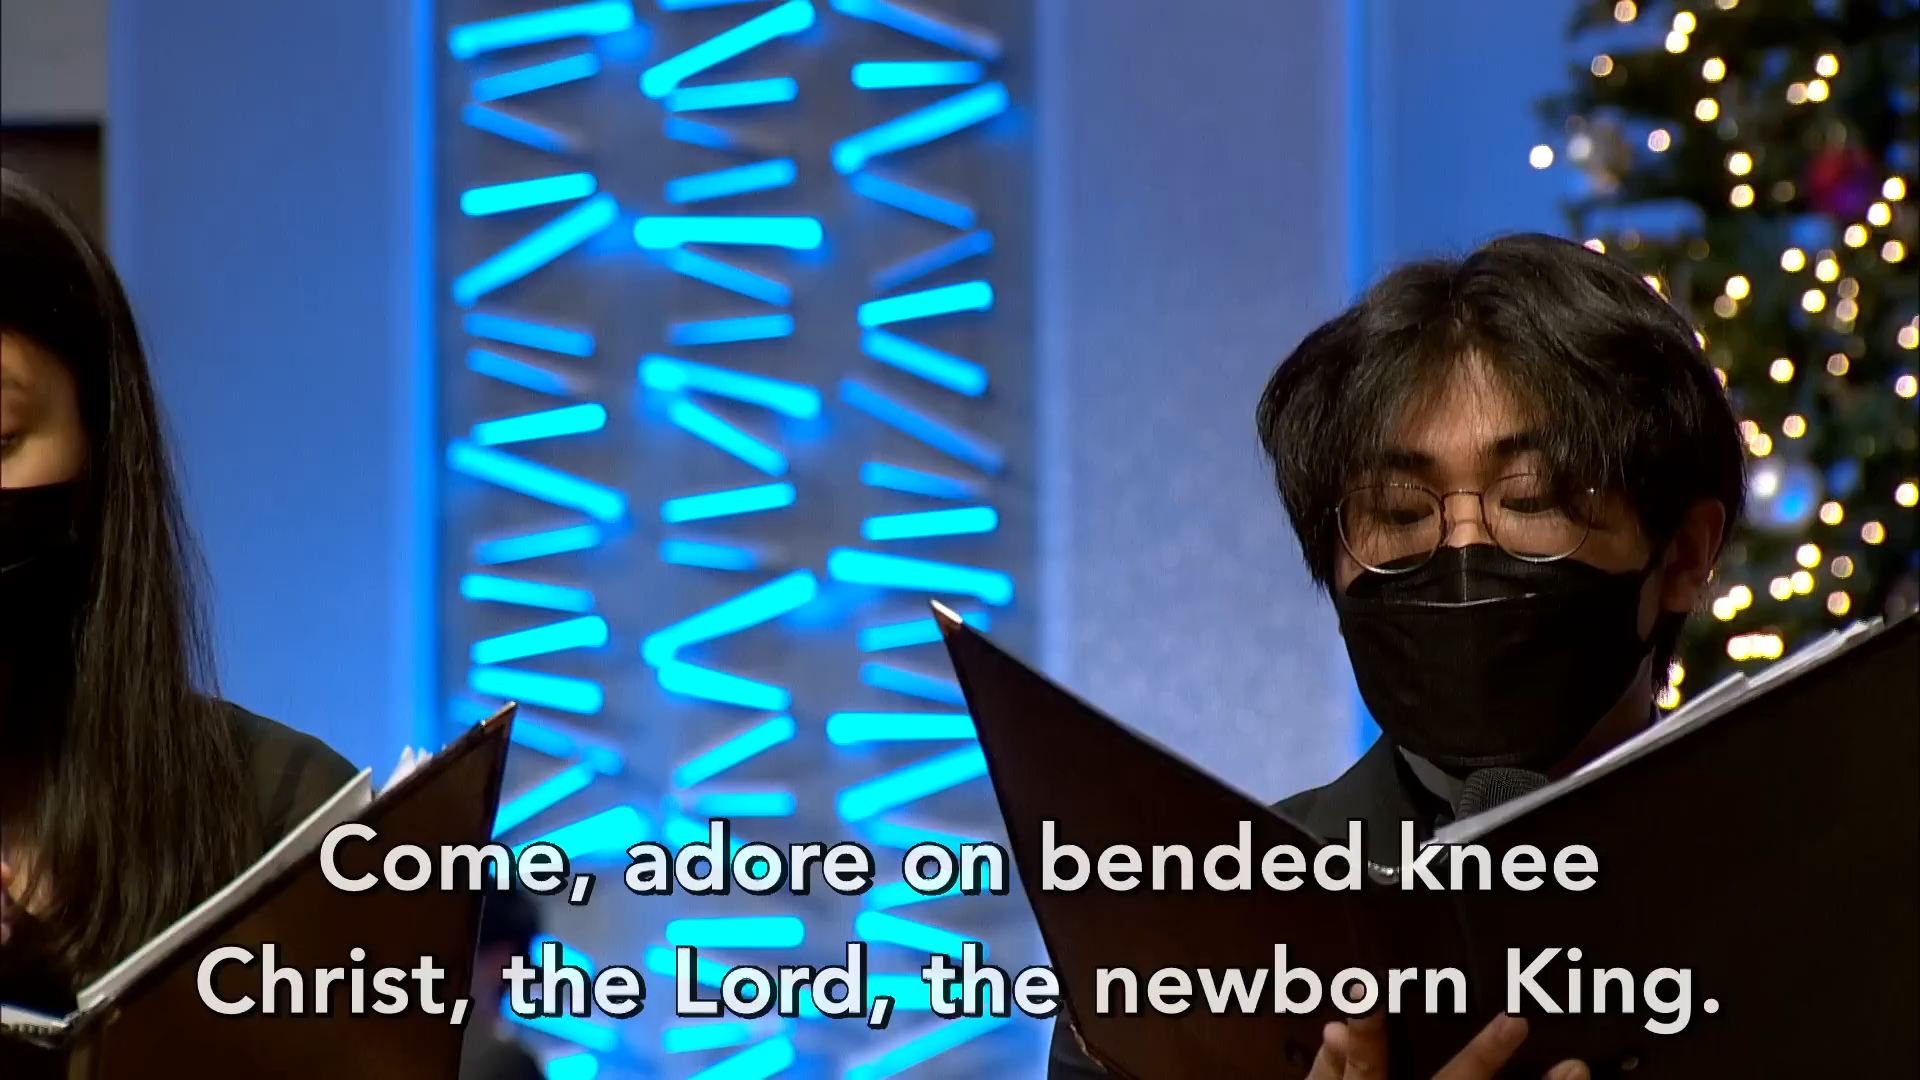 Come, adore on bended knee
Christ, the Lord, the newborn King.